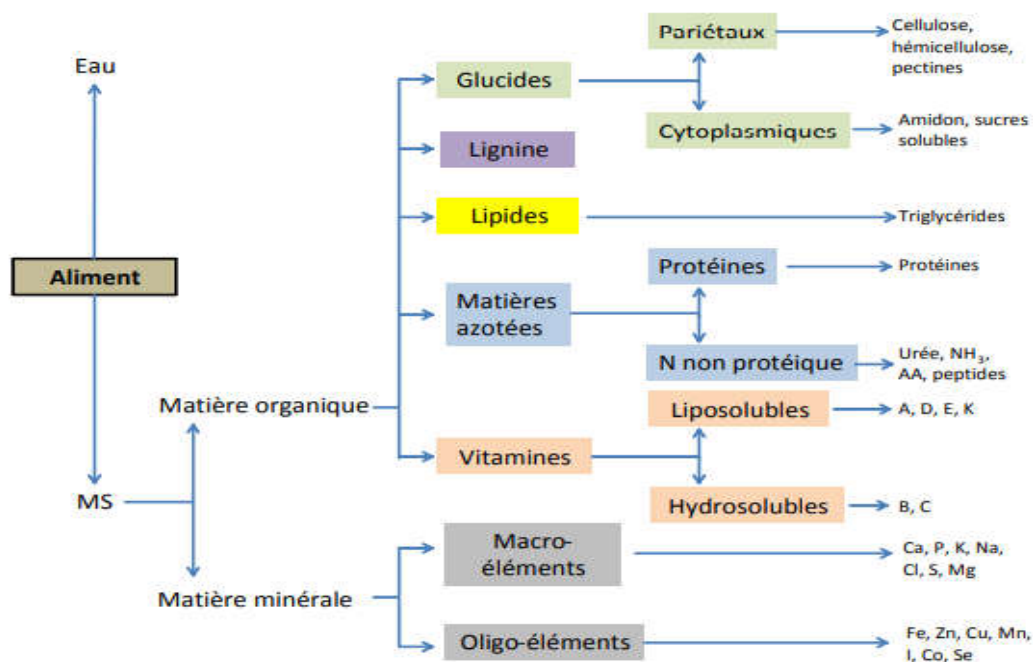 Eau
Aliment
MS
Matière organique
Matière minérale
Glucides
Pariétaux
Cellulose,
hémicellulose,
pectines
Cytoplasmiques
Amidon, sucres
solubles
Lignine
Lipides
Triglycérides
Matières
azotées
Protéines
Protéines
N non protéique
Urée, NH₃,
AA, peptides
Vitamines
Liposolubles
A, D, E, K
Hydrosolubles
B, C
Macro-
éléments
Ca, P, K, Na,
Cl, S, Mg
Oligo-éléments
Fe, Zn, Cu, Mn,
I, Co, Se